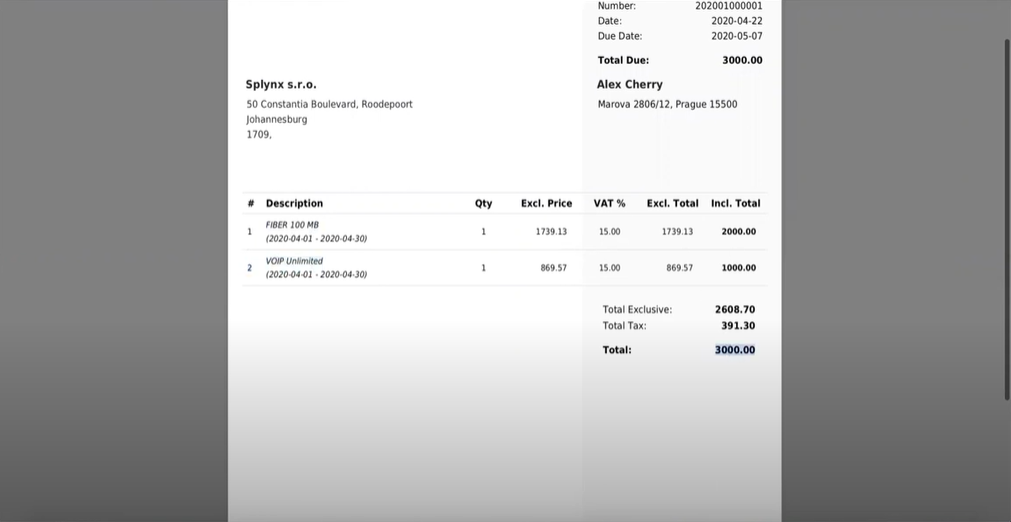 Number: 202001000001
Date: 2020-04-22
Due Date: 2020-05-07
Total Due: 3000.00
Splynx s.r.o.
50 Constantia Boulevard, Roodepoort
Johannesburg
1709,
Alex Cherry
Marova 2806/12, Prague 15500
# Description Qty Excl. Price VAT % Excl. Total Incl. Total
1 FIBER 100 MB 1 1739.13 15.00 1739.13 2000.00
(2020-04-01 - 2020-04-30)
2 VOIP Unlimited 1 869.57 15.00 869.57 1000.00
(2020-04-01 - 2020-04-30)
Total Exclusive: 2608.70
Total Tax: 391.30
Total: 3000.00